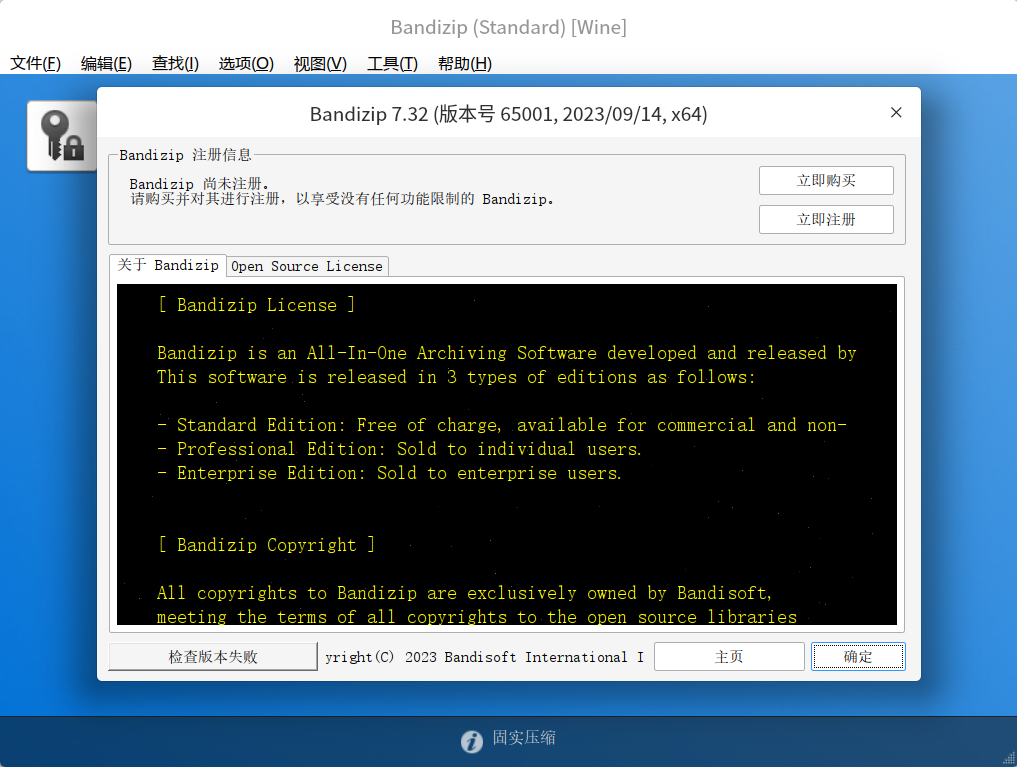 Bandizip (Standard) [Wine]
文件(F) 编辑(E) 查找(I) 选项(O) 视图(V) 工具(T) 帮助(H)
Bandizip 7.32 (版本号 65001, 2023/09/14, x64)
Bandizip 注册信息
Bandizip 尚未注册。
请购买并对其进行注册，以享受没有任何功能限制的 Bandizip。
立即购买
立即注册
关于 Bandizip Open Source License
[ Bandizip License ]
Bandizip is an All-In-One Archiving Software developed and released by
This software is released in 3 types of editions as follows:
- Standard Edition: Free of charge, available for commercial and non-
- Professional Edition: Sold to individual users.
- Enterprise Edition: Sold to enterprise users.
[ Bandizip Copyright ]
All copyrights to Bandizip are exclusively owned by Bandisoft,
meeting the terms of all copyrights to the open source libraries
检查版本失败 yright(C) 2023 Bandisoft International I 主页 确定
固实压缩